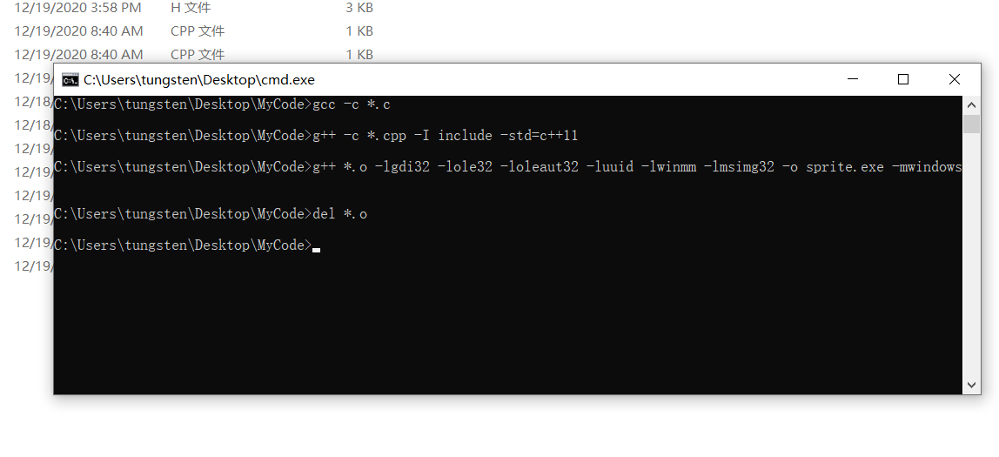 12/19/2020 3:58 PM H 文件 3 KB
12/19/2020 8:40 AM CPP 文件 1 KB
12/19/2020 8:40 AM CPP 文件 1 KB
C:\Users\tungsten\Desktop\cmd.exe
12/19/
C:\Users\tungsten\Desktop\MyCode>gcc -c *.c
12/18/
12/18/
C:\Users\tungsten\Desktop\MyCode>g++ -c *.cpp -I include -std=c++11
12/19/
C:\Users\tungsten\Desktop\MyCode>g++ *.o -lgdi32 -lole32 -loleaut32 -luuid -lwinmm -lmsimg32 -o sprite.exe -mwindows
12/19/
12/19/
C:\Users\tungsten\Desktop\MyCode>del *.o
12/19/
12/19/
C:\Users\tungsten\Desktop\MyCode>
12/19/